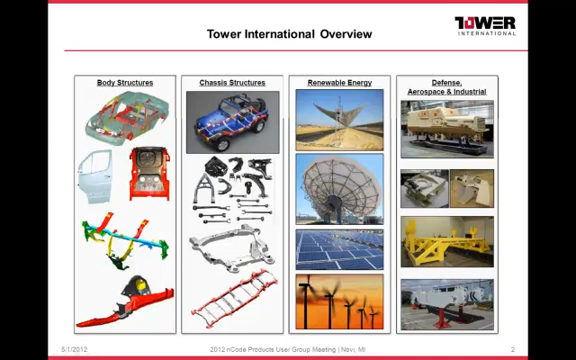 Tower International Overview
TOWER
INTERNATIONAL
Body Structures
Chassis Structures
Renewable Energy
Defense,
Aerospace & Industrial
5/1/2012
2012 nCode Products User Group Meeting | Novi, MI
2